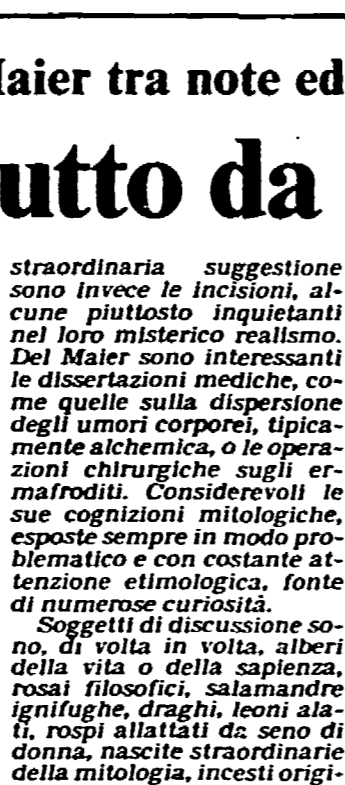 aier tra note ed
utto da
straordinaria suggestione
sono invece le incisioni, al-
cune piuttosto inquietanti
nel loro misterico realismo.
Del Maier sono interessanti
le dissertazioni mediche, co-
me quelle sulla dispersione
degli umori corporei, tipica-
mente alchemica, o le opera-
zioni chirurgiche sugli er-
mafroditi. Considerevoli le
sue cognizioni mitologiche,
esposte sempre in modo pro-
blematico e con costante at-
tenzione etimologica, fonte
di numerose curiosità.
Soggetti di discussione so-
no, di volta in volta, alberi
della vita o della sapienza,
rosai filosofici, salamandre
ignifughe, draghi, leoni ala-
ti, rospi allattati da seno di
donna, nascite straordinarie
della mitologia, incesti origi-